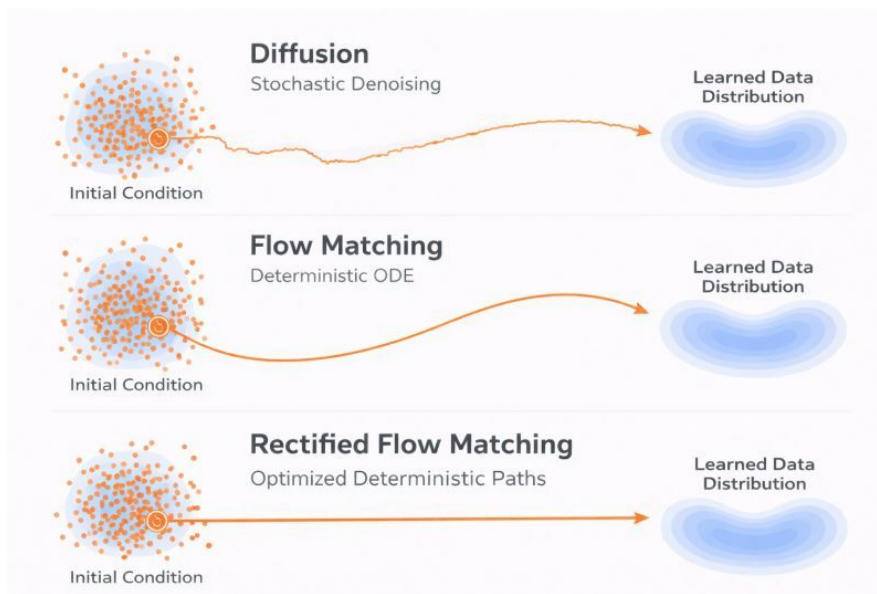 Diffusion
Stochastic Denoising
Learned Data
Distribution
Initial Condition
Flow Matching
Deterministic ODE
Learned Data
Distribution
Initial Condition
Rectified Flow Matching
Optimized Deterministic Paths
Learned Data
Distribution
Initial Condition